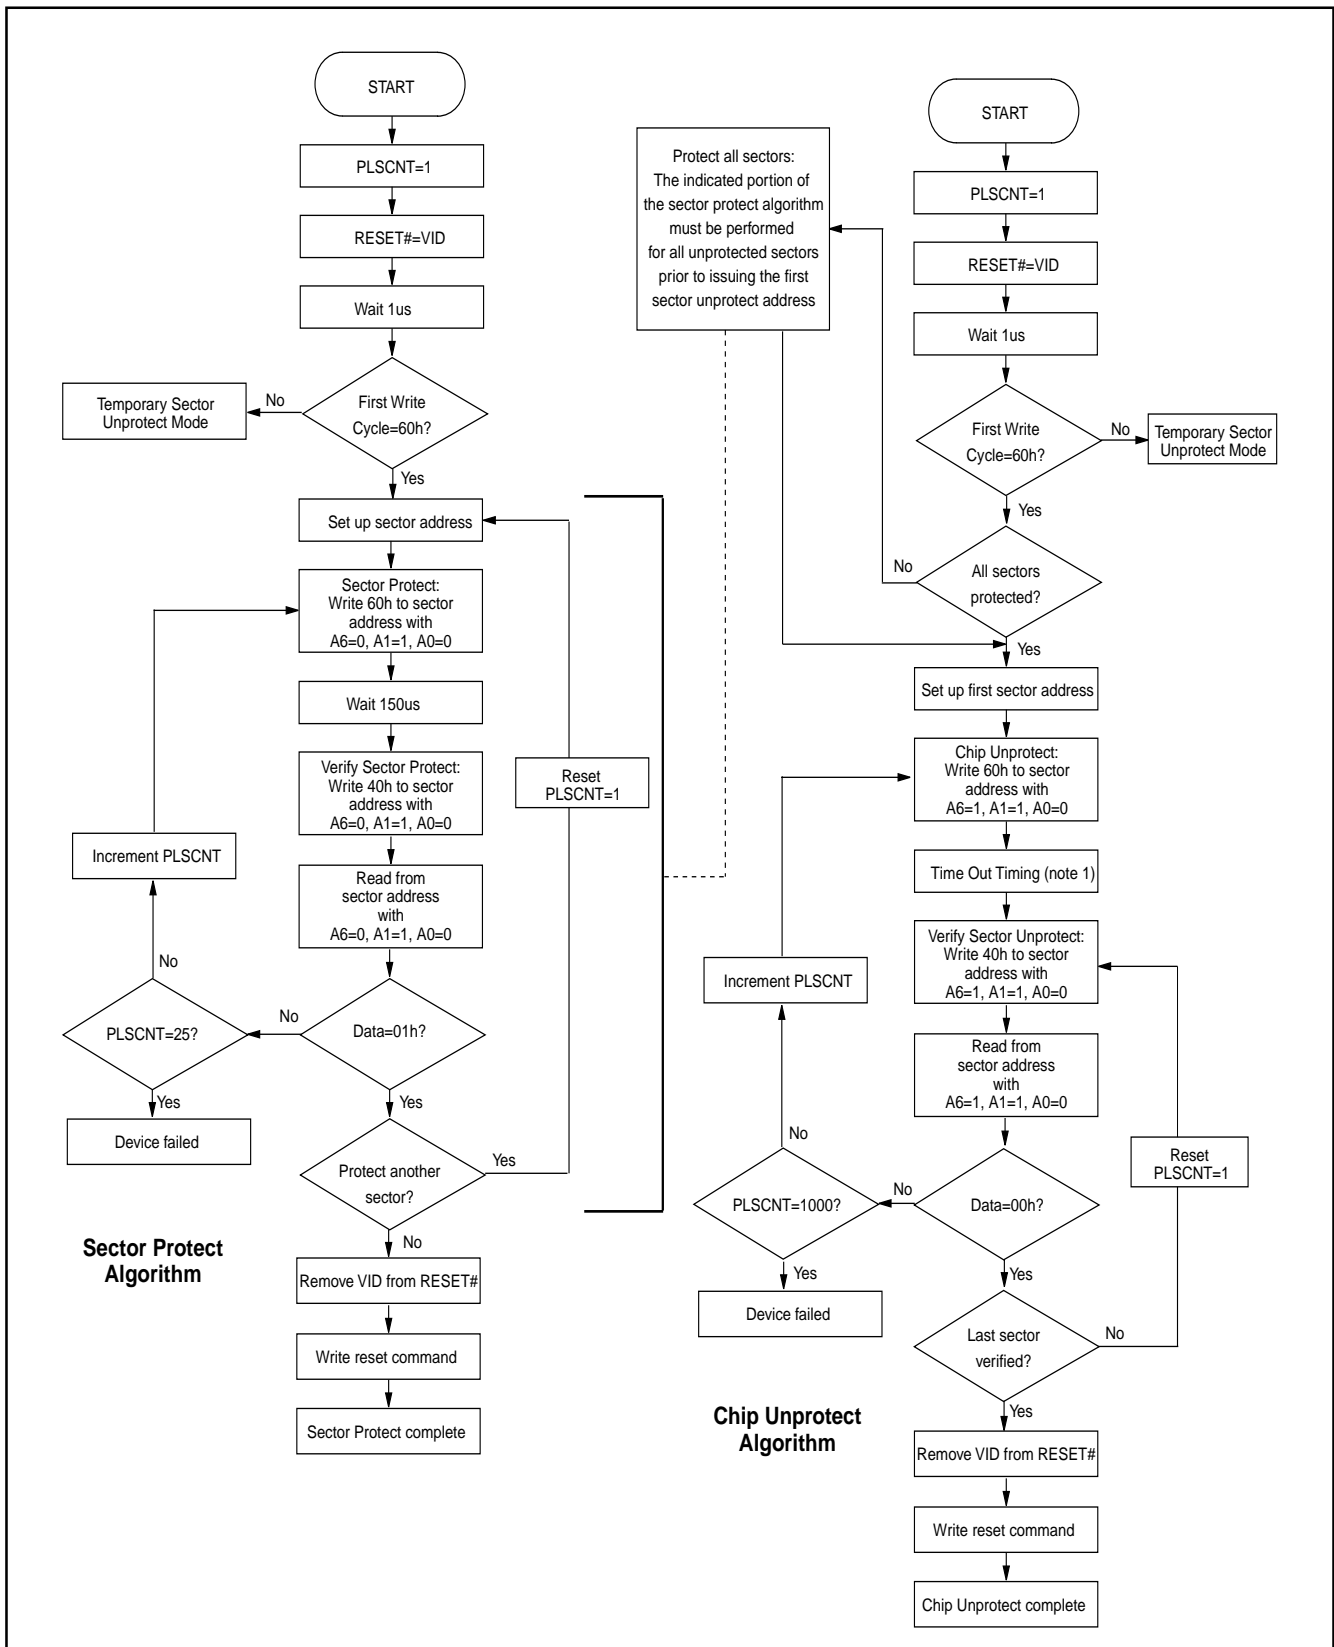 START
PLSCNT=1
RESET#=VID
Wait 1us
First Write
Cycle=60h?
No
Temporary Sector
Unprotect Mode
Yes
Set up sector address
Sector Protect:
Write 60h to sector
address with
A6=0, A1=1, A0=0
Wait 150us
Verify Sector Protect:
Write 40h to sector
address with
A6=0, A1=1, A0=0
Reset
PLSCNT=1
Increment PLSCNT
Read from
sector address
with
A6=0, A1=1, A0=0
No
PLSCNT=25?
No
Data=01h?
Yes
Device failed
Yes
Protect another
sector?
Yes
No
Sector Protect
Algorithm
Remove VID from RESET#
Write reset command
Sector Protect complete
Protect all sectors:
The indicated portion of
the sector protect algorithm
must be performed
for all unprotected sectors
prior to issuing the first
sector unprotect address
START
PLSCNT=1
RESET#=VID
Wait 1us
First Write
Cycle=60h?
No
Temporary Sector
Unprotect Mode
Yes
No
All sectors
protected?
Yes
Set up first sector address
Chip Unprotect:
Write 60h to sector
address with
A6=1, A1=1, A0=0
Time Out Timing (note 1)
Verify Sector Unprotect:
Write 40h to sector
address with
A6=1, A1=1, A0=0
Increment PLSCNT
Read from
sector address
with
A6=1, A1=1, A0=0
No
Reset
PLSCNT=1
PLSCNT=1000?
No
Data=00h?
Yes
Device failed
Yes
Last sector
verified?
No
Yes
Chip Unprotect
Algorithm
Remove VID from RESET#
Write reset command
Chip Unprotect complete